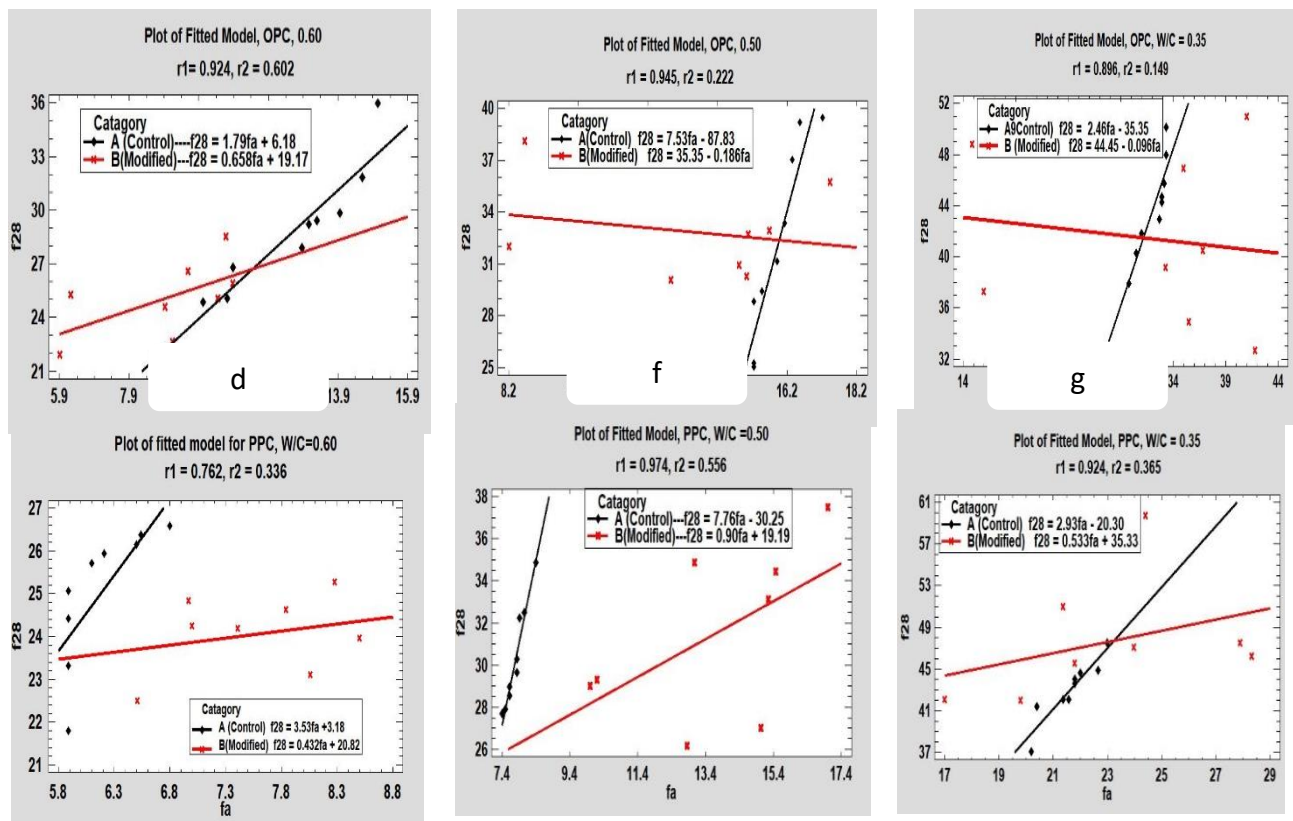 Plot of Fitted Model, OPC, 0.60
r1= 0.924, r2 = 0.602
36
33
30
27
24
21
f28
Catagory
A (Control)----f28 = 1.79fa + 6.18
B(Modified)---f28 = 0.658fa + 19.17
5.9 7.9 13.9 15.9
d
Plot of Fitted Model, OPC, 0.50
r1 = 0.945, r2 = 0.222
40
37
34
31
28
25
f28
Catagory
A(Control) f28 = 7.53fa - 87.83
B(Modified) f28 = 35.35 - 0.186fa
8.2 16.2 18.2
f
Plot of Fitted Model, OPC, W/C = 0.35
r1 = 0.896, r2 = 0.149
52
48
44
40
36
32
f28
Catagory
A9Control) f28 = 2.46fa - 35.35
B (Modified) f28 = 44.45 - 0.096fa
14 34 39 44
g
Plot of fitted model for PPC, W/C=0.60
r1 = 0.762, r2 = 0.336
27
26
25
24
23
22
21
f28
Catagory
A (Control) f28 = 3.53fa +3.18
B(Modified) f28 = 0.432fa + 20.82
5.8 6.3 6.8 7.3 7.8 8.3 8.8
fa
Plot of Fitted Model, PPC, W/C =0.50
r1 = 0.974, r2 = 0.556
38
36
34
32
30
28
26
f28
Catagory
A (Control)---f28 = 7.76fa - 30.25
B(Modified)---f28 = 0.90fa + 19.19
7.4 9.4 11.4 13.4 15.4 17.4
fa
Plot of Fitted Model, PPC, W/C = 0.35
r1 = 0.924, r2 = 0.365
61
57
53
49
45
41
37
f28
Catagory
A (Control) f28 = 2.93fa - 20.30
B(Modified) f28 = 0.533fa + 35.33
17 19 21 23 25 27 29
fa